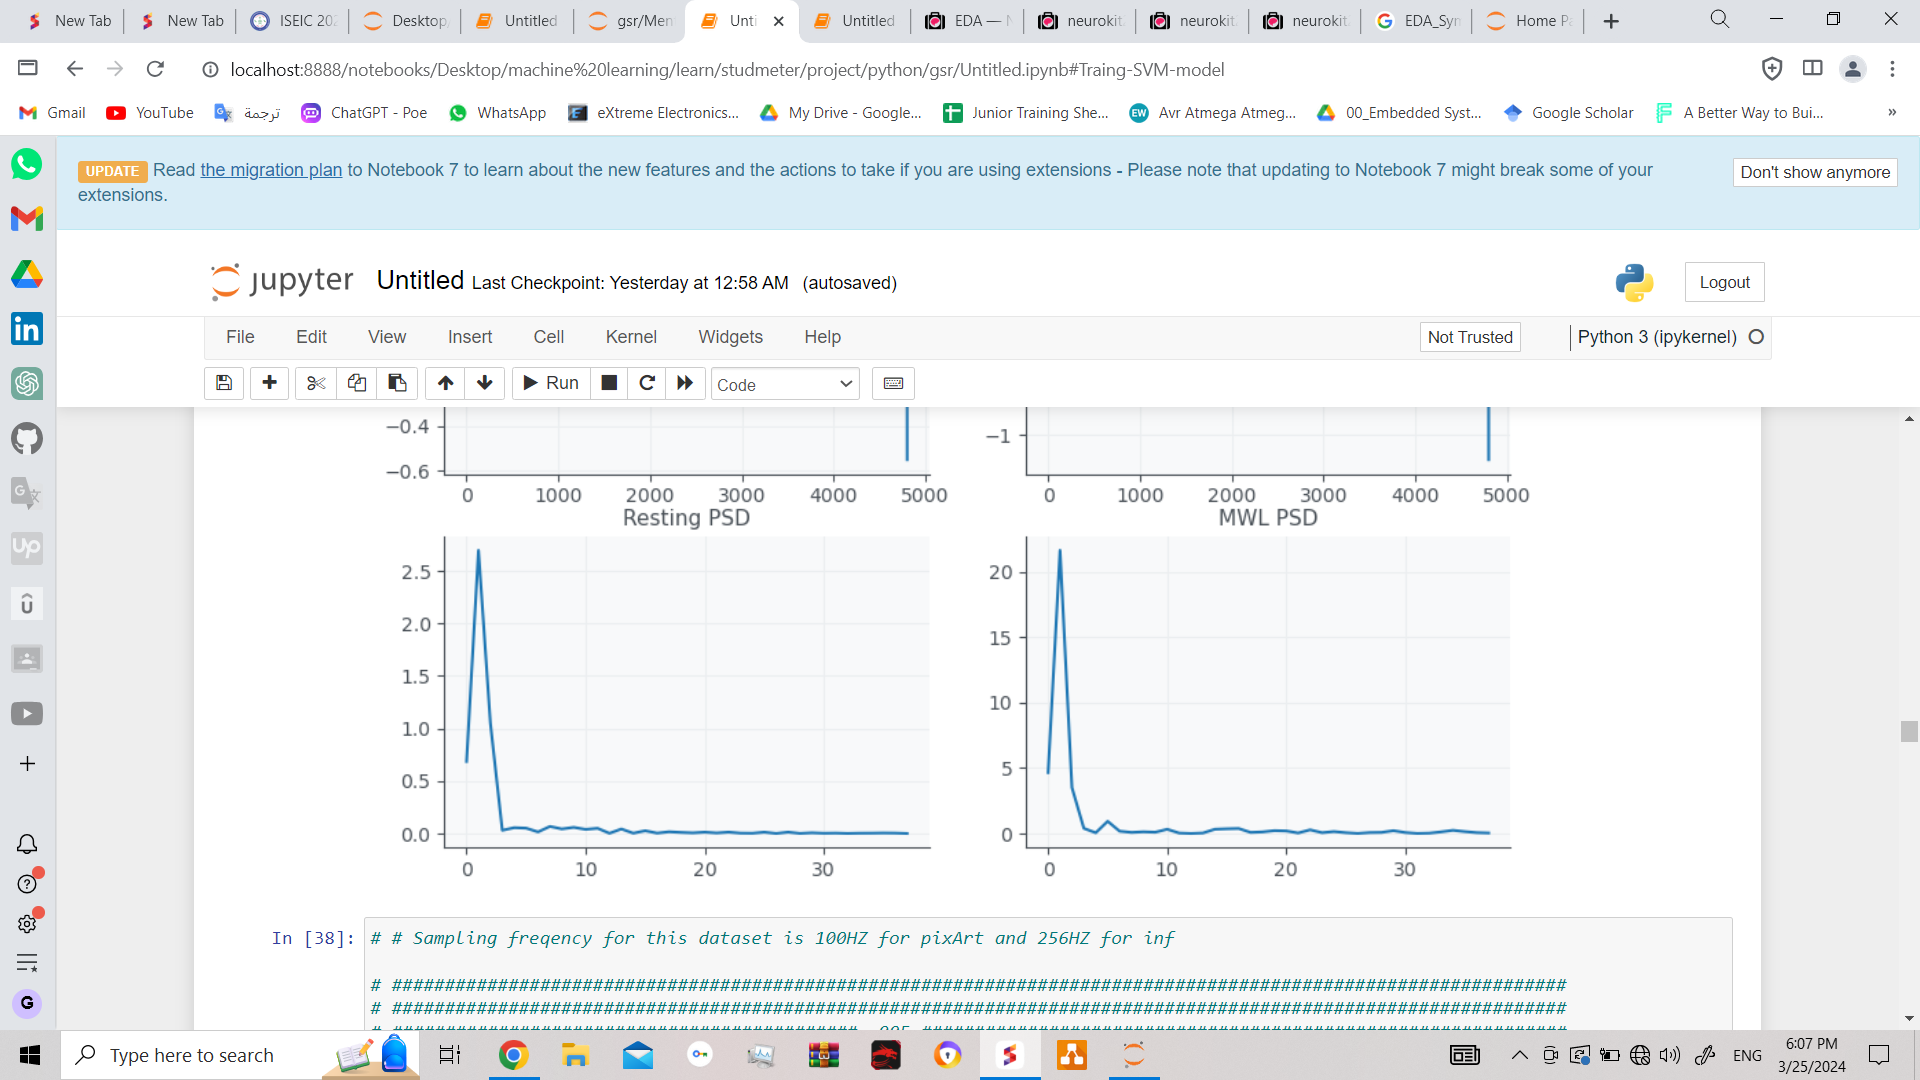 New Tab
New Tab
ISEIC 202
Desktop/
Untitled
gsr/Men
Unti
Untitled
EDA — N
neurokit
neurokit
neurokit
EDA_Syn
Home Pa
localhost:8888/notebooks/Desktop/machine%20learning/learn/studmeter/project/python/gsr/Untitled.ipynb#Traing-SVM-model
Gmail
YouTube
ترجمة
ChatGPT - Poe
WhatsApp
eXtreme Electronics...
My Drive - Google...
Junior Training She...
EW
Avr Atmega Atmeg...
00_Embedded Syst...
Google Scholar
A Better Way to Bui...
»
UPDATE Read the migration plan to Notebook 7 to learn about the new features and the actions to take if you are using extensions - Please note that updating to Notebook 7 might break some of your
extensions.
Don't show anymore
jupyter Untitled Last Checkpoint: Yesterday at 12:58 AM (autosaved)
Logout
File Edit View Insert Cell Kernel Widgets Help
Not Trusted
Python 3 (ipykernel)
Run
Code
−0.4
−0.6
0 1000 2000 3000 4000 5000
−1
0 1000 2000 3000 4000 5000
Resting PSD
2.5
2.0
1.5
1.0
0.5
0.0
0 10 20 30
MWL PSD
20
15
10
5
0
0 10 20 30
In [38]:
# # Sampling freqency for this dataset is 100HZ for pixArt and 256HZ for inf
in
Up
G
Type here to search
ENG
6:07 PM
3/25/2024